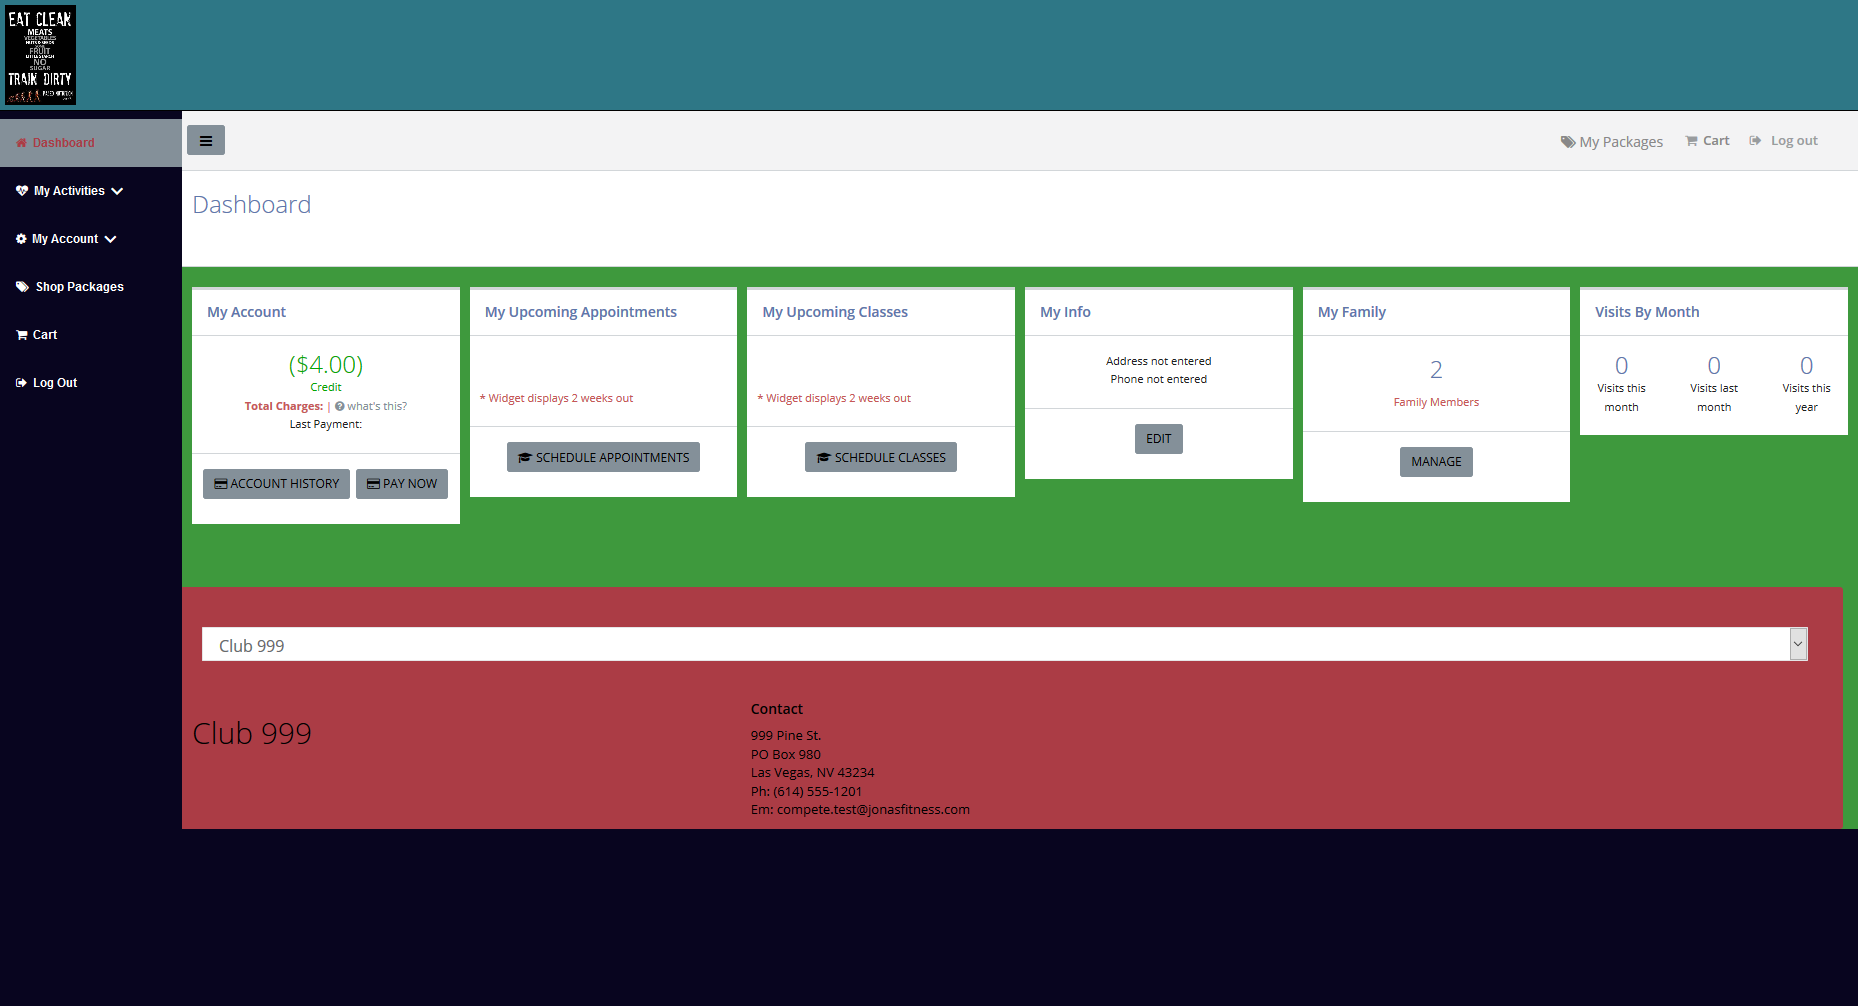 EAT CLEAN
MEATS
VEGETABLES
FRUIT
NO
SUGAR
TRAIN DIRTY
Dashboard
My Activities
My Account
Shop Packages
Cart
Log Out
My Packages
Cart
Log out
Dashboard
My Account
($4.00)
Credit
Total Charges: | what's this?
Last Payment:
ACCOUNT HISTORY
PAY NOW
My Upcoming Appointments
* Widget displays 2 weeks out
SCHEDULE APPOINTMENTS
My Upcoming Classes
* Widget displays 2 weeks out
SCHEDULE CLASSES
My Info
Address not entered
Phone not entered
EDIT
My Family
2
Family Members
MANAGE
Visits By Month
0
Visits this
month
0
Visits last
month
0
Visits this
year
Club 999
Club 999
Contact
999 Pine St.
PO Box 980
Las Vegas, NV 43234
Ph: (614) 555-1201
Em: compete.test@jonasfitness.com